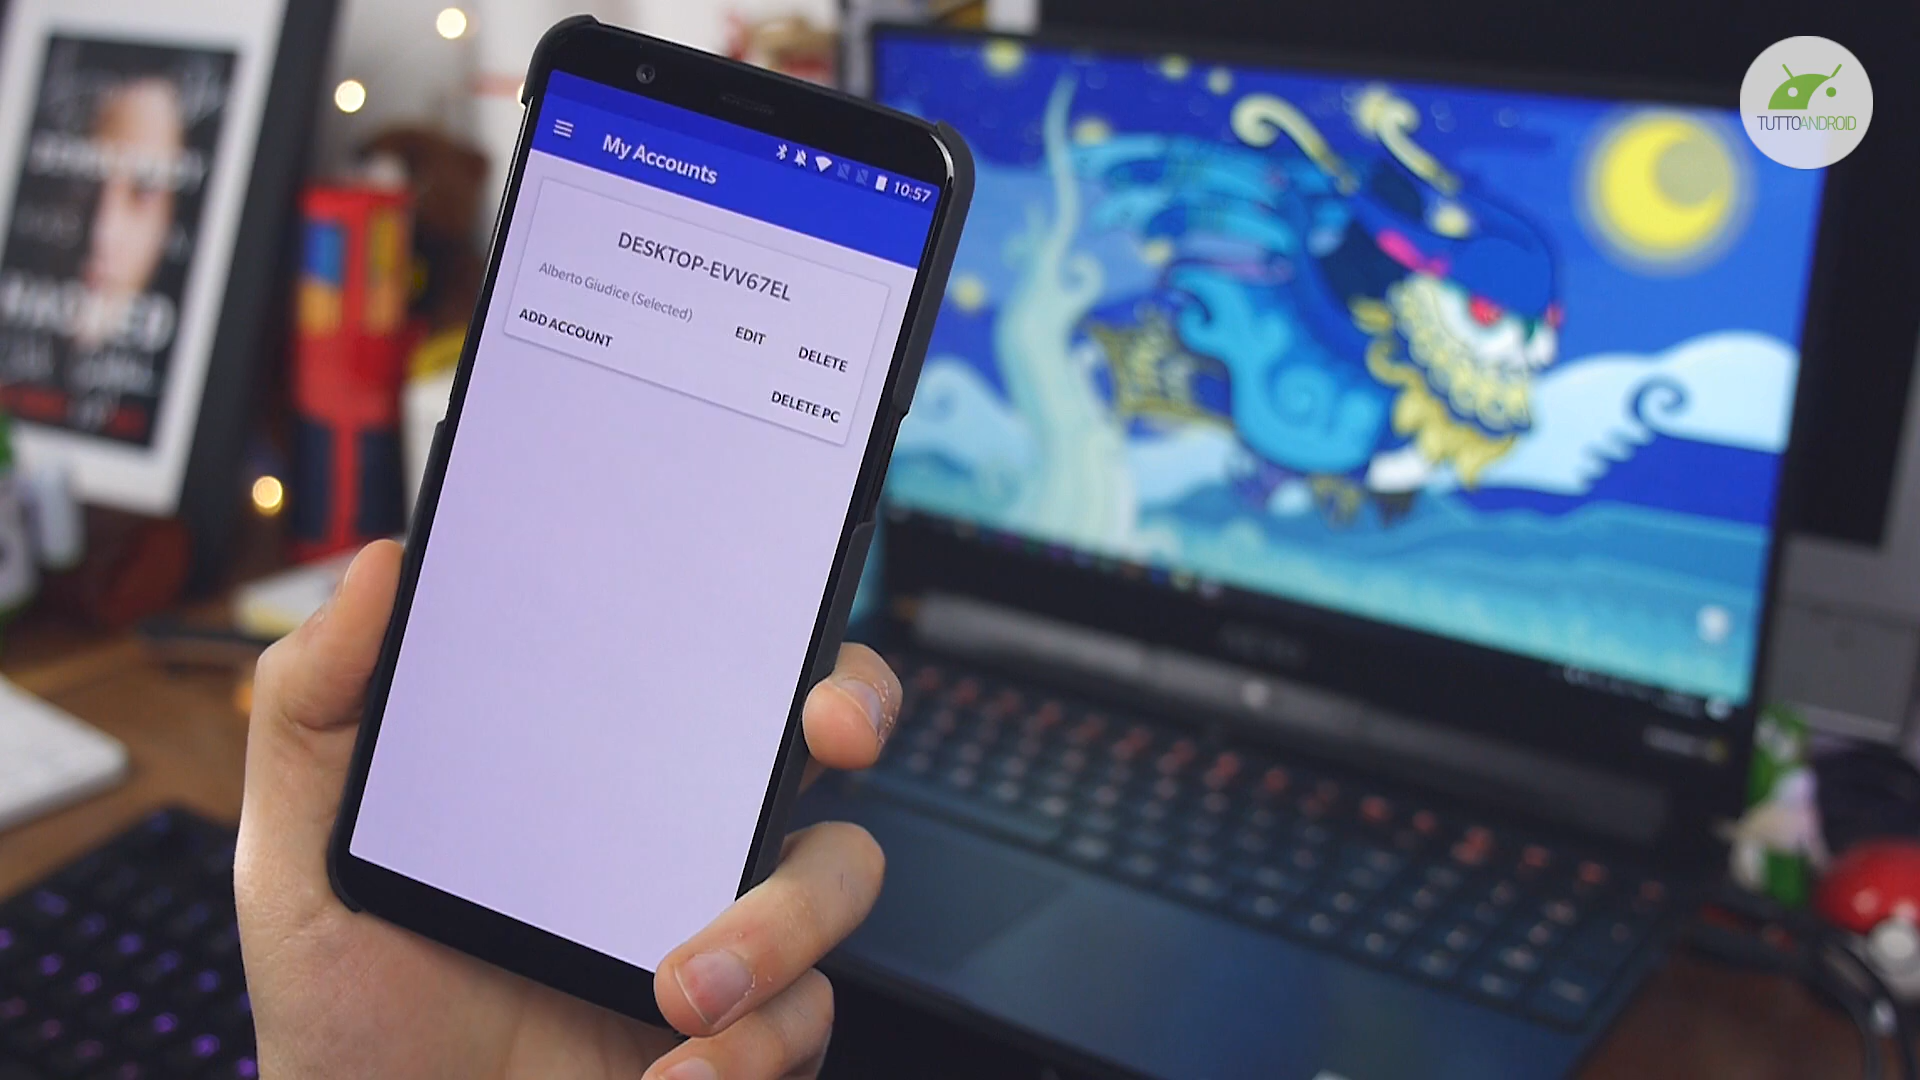 TUTTOANDROID
10:57
My Accounts
DESKTOP-EVV67EL
Alberto Giudice (Selected)
EDIT
DELETE
ADD ACCOUNT
DELETE PC